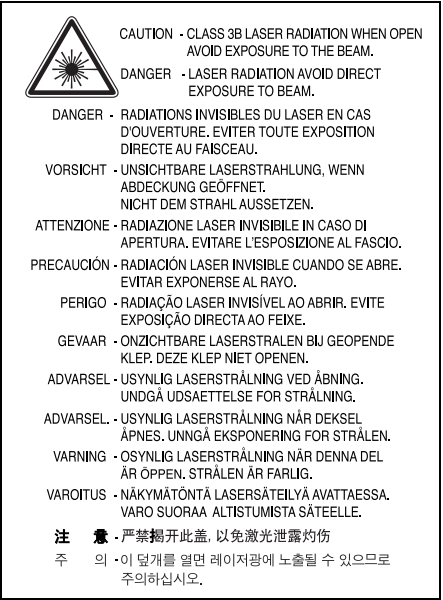 CAUTION - CLASS 3B LASER RADIATION WHEN OPEN
AVOID EXPOSURE TO THE BEAM.
DANGER - LASER RADIATION AVOID DIRECT
EXPOSURE TO BEAM.
DANGER - RADIATIONS INVISIBLES DU LASER EN CAS
D'OUVERTURE. EVITER TOUTE EXPOSITION
DIRECTE AU FAISCEAU.
VORSICHT - UNSICHTBARE LASERSTRAHLUNG, WENN
ABDECKUNG GEÖFFNET.
NICHT DEM STRAHL AUSSETZEN.
ATTENZIONE - RADIAZIONE LASER INVISIBILE IN CASO DI
APERTURA. EVITARE L'ESPOSIZIONE AL FASCIO.
PRECAUCIÓN - RADIACIÓN LASER INVISIBLE CUANDO SE ABRE.
EVITAR EXPONERSE AL RAYO.
PERIGO - RADIAÇÃO LASER INVISÍVEL AO ABRIR. EVITE
EXPOSIÇÃO DIRECTA AO FEIXE.
GEVAAR - ONZICHTBARE LASERSTRALEN BIJ GEOPENDE
KLEP. DEZE KLEP NIET OPENEN.
ADVARSEL - USYNLIG LASERSTRÅLNING VED ÅBNING.
UNDGÅ UDSAETTELSE FOR STRÅLNING.
ADVARSEL. - USYNLIG LASERSTRÅLNING NÅR DEKSEL
ÅPNES. UNNGÅ EKSPONERING FOR STRÅLEN.
VARNING - OSYNLIG LASERSTRÅLNING NÄR DENNA DEL
ÄR ÖPPEN. STRÅLEN ÄR FARLIG.
VAROITUS - NÄKYMÄTÖNTÄ LASERSÄTEILYÄ AVATTAESSA.
VARO SUORAA ALTISTUMISTA SÄTEELLE.
注 意 - 严禁揭开此盖, 以免激光泄露灼伤
주 의 - 이 덮개를 열면 레이저광에 노출될 수 있으므로
주의하십시오.